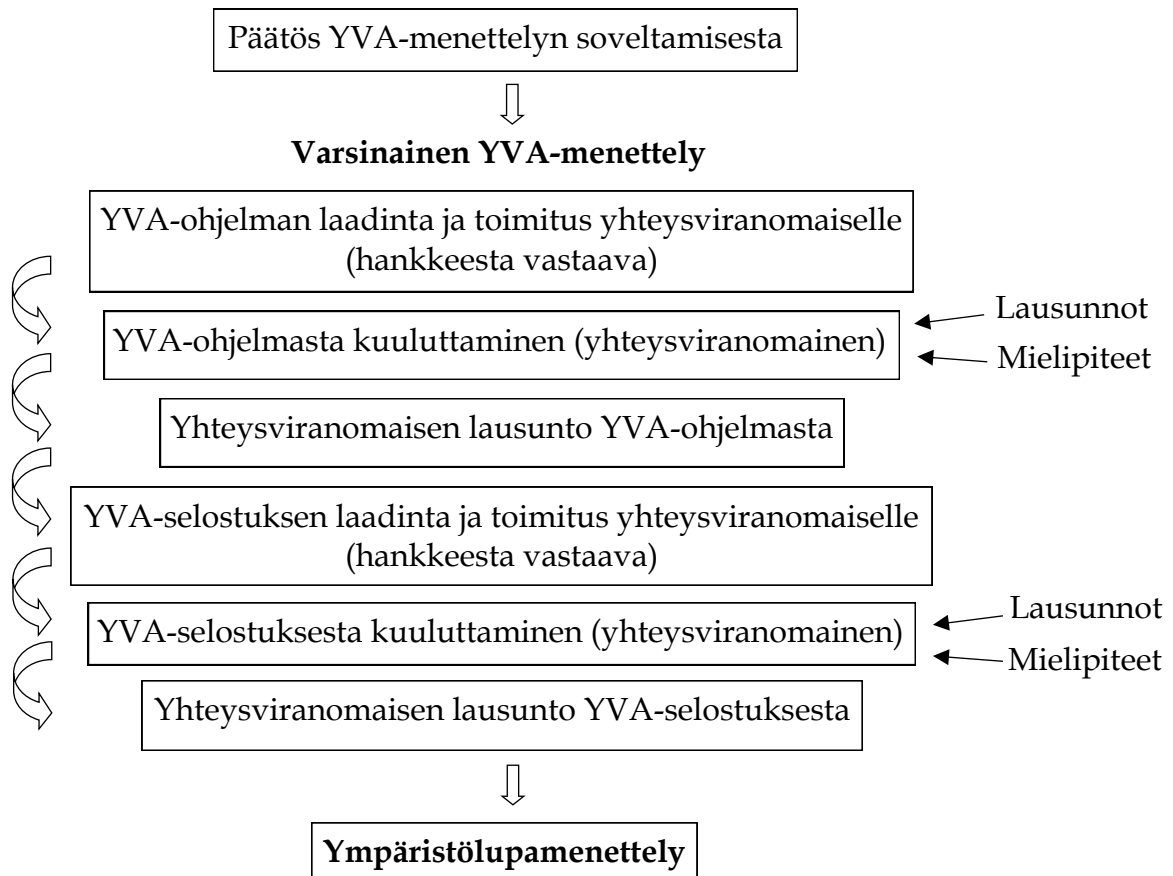 Päätös YVA-menettelyn soveltamisesta
Varsinainen YVA-menettely
YVA-ohjelman laadinta ja toimitus yhteysviranomaiselle
(hankkeesta vastaava)
YVA-ohjelmasta kuuluttaminen (yhteysviranomainen)
Lausunnot
Mielipiteet
Yhteysviranomaisen lausunto YVA-ohjelmasta
YVA-selostuksen laadinta ja toimitus yhteysviranomaiselle
(hankkeesta vastaava)
YVA-selostuksesta kuuluttaminen (yhteysviranomainen)
Lausunnot
Mielipiteet
Yhteysviranomaisen lausunto YVA-selostuksesta
Ympäristölupamenettely